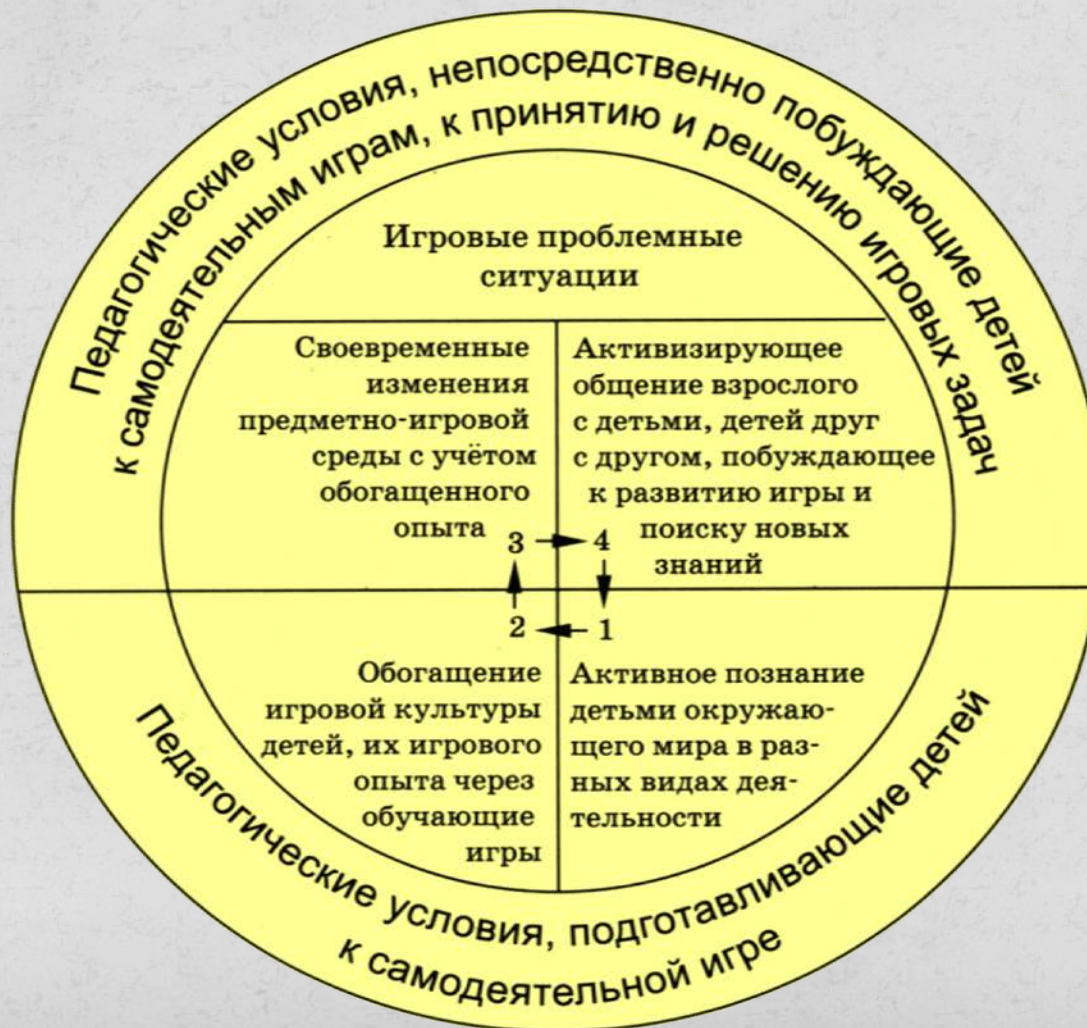 Педагогические условия, непосредственно побуждающие детей
к самодеятельным играм, к принятию и решению игровых задач
Игровые проблемные
ситуации
Своевременные
изменения
предметно-игровой
среды с учётом
обогащенного
опыта
3
Активизирующее
общение взрослого
с детьми, детей друг
с другом, побуждающее
к развитию игры и
поиску новых
знаний
4
2
Обогащение
игровой культуры
детей, их игрового
опыта через
обучающие
игры
1
Активное познание
детьми окружаю-
щего мира в раз-
ных видах дея-
тельности
Педагогические условия, подготавливающие детей
к самодеятельной игре